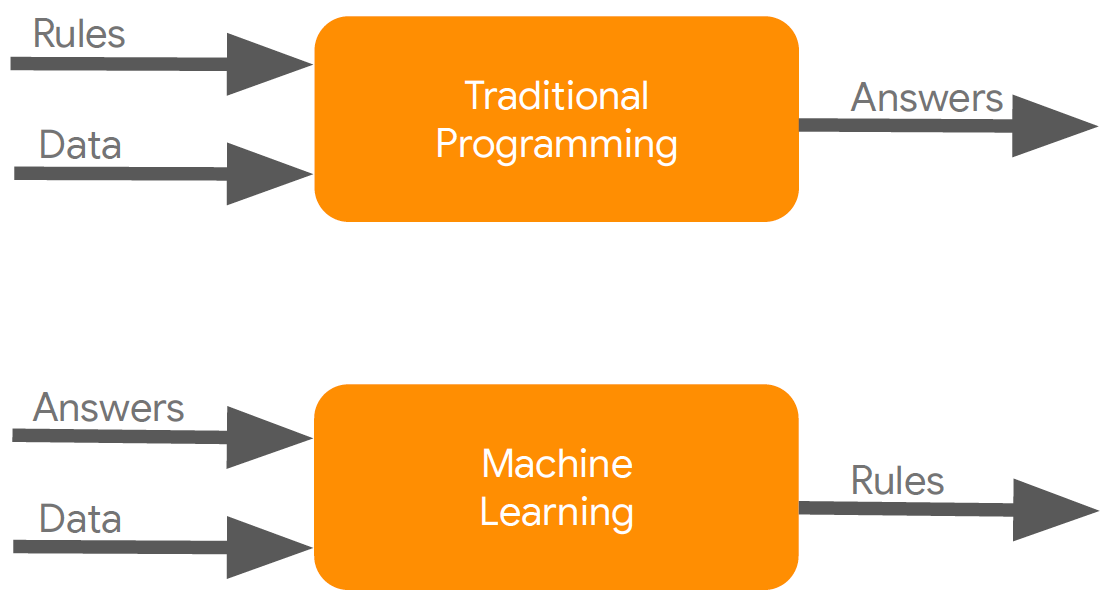 Rules
Data
Traditional
Programming
Answers
Answers
Data
Machine
Learning
Rules